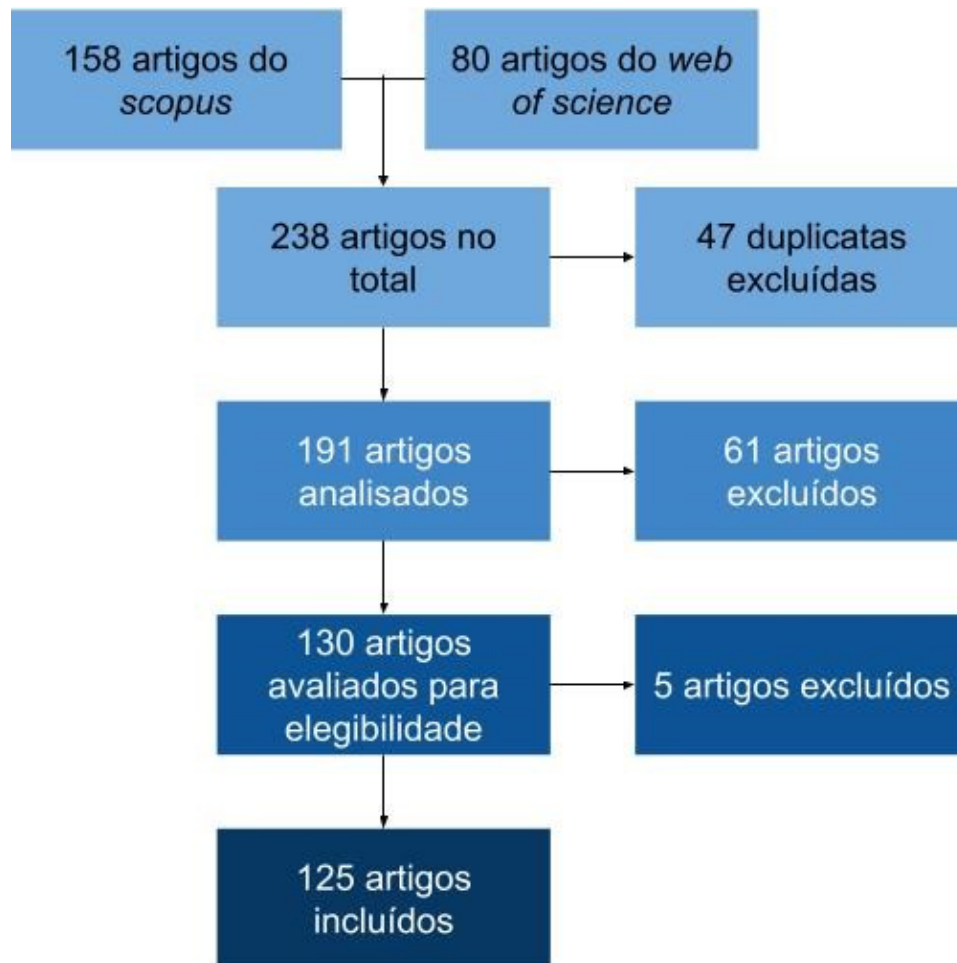 158 artigos do
scopus
80 artigos do web
of science
238 artigos no
total
47 duplicatas
excluídas
191 artigos
analisados
61 artigos
excluídos
130 artigos
avaliados para
elegibilidade
5 artigos excluídos
125 artigos
incluídos